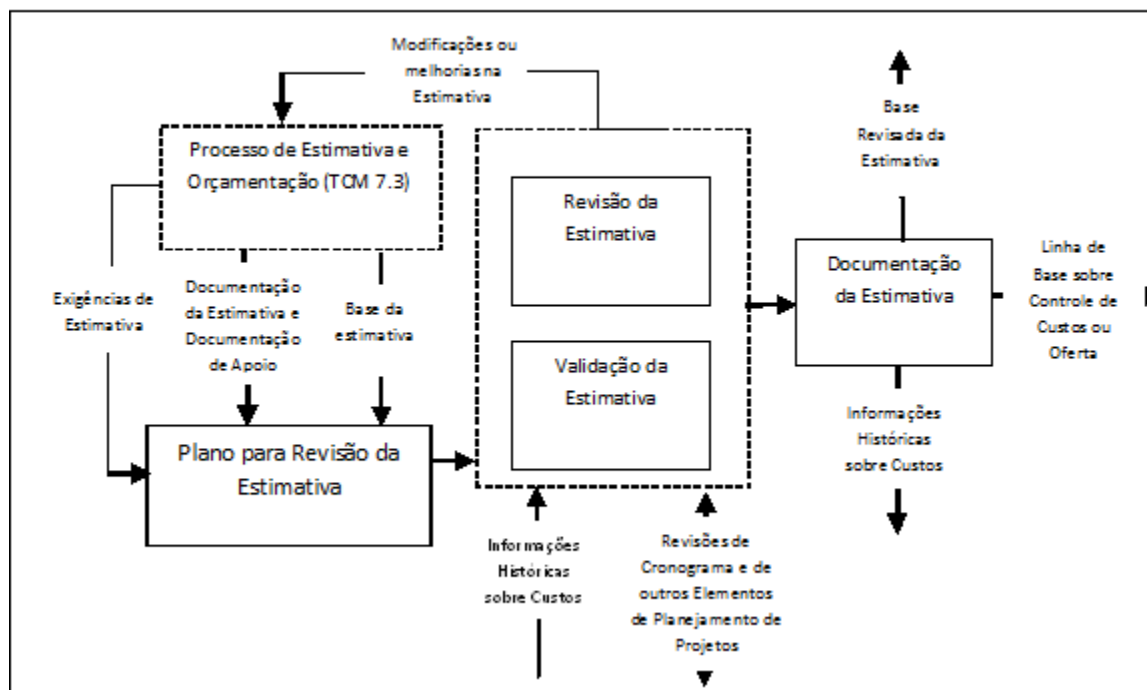 Modificações ou
melhorias na
Estimativa
Processo de Estimativa e
Orçamentação (TCM 7.3)
Exigências de
Estimativa
Documentação
da Estimativa e
Documentação
de Apoio
Base da
estimativa
Plano para Revisão da
Estimativa
Revisão da
Estimativa
Validação da
Estimativa
Informações
Históricas
sobre Custos
Revisões de
Cronograma e de
outros Elementos
de Planejamento de
Projetos
Base
Revisada da
Estimativa
Documentação
da Estimativa
Linha de
Base sobre
Controle de
Custos ou
Oferta
Informações
Históricas
sobre Custos